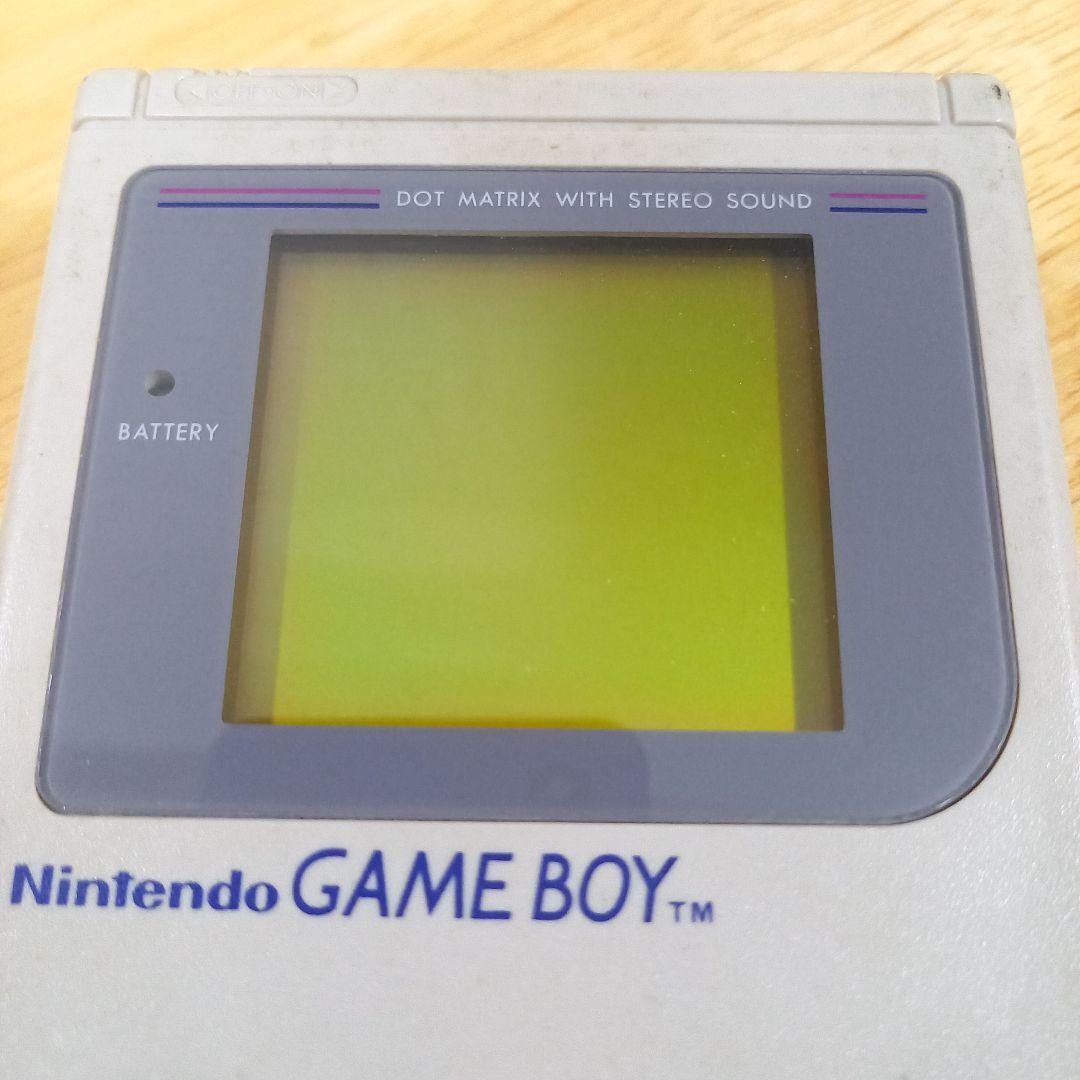 ◁OFF•ON▷
DOT MATRIX WITH STEREO SOUND
BATTERY
Nintendo GAME BOY™